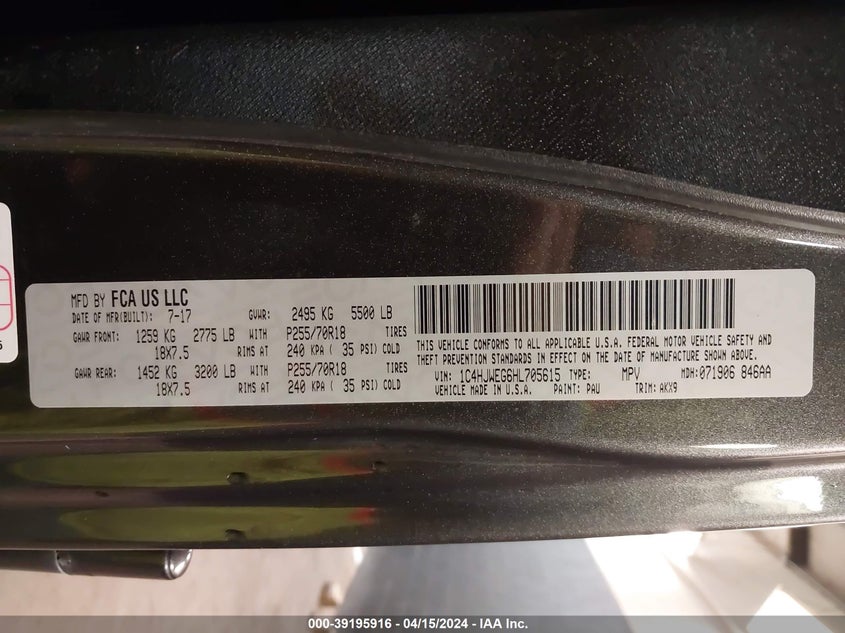 MFD BY FCA US LLC
DATE OF MFR(BUILT): 7-17 GVWR: 2495 KG 5500 LB
GAWR FRONT: 1259 KG 2775 LB WITH P255/70R18 TIRES
18X7.5 RIMS AT 240 KPA ( 35 PSI) COLD
GAWR REAR: 1452 KG 3200 LB WITH P255/70R18 TIRES
18X7.5 RIMS AT 240 KPA ( 35 PSI) COLD
THIS VEHICLE CONFORMS TO ALL APPLICABLE U.S.A. FEDERAL MOTOR VEHICLE SAFETY AND
THEFT PREVENTION STANDARDS IN EFFECT ON THE DATE OF MANUFACTURE SHOWN ABOVE.
VIN: 1C4HJWEG6HL705615 TYPE: MPV MDH:071906 846AA
VEHICLE MADE IN U.S.A. PAINT: PAU TRIM: AKX9
000-39195916 - 04/15/2024 - IAA Inc.